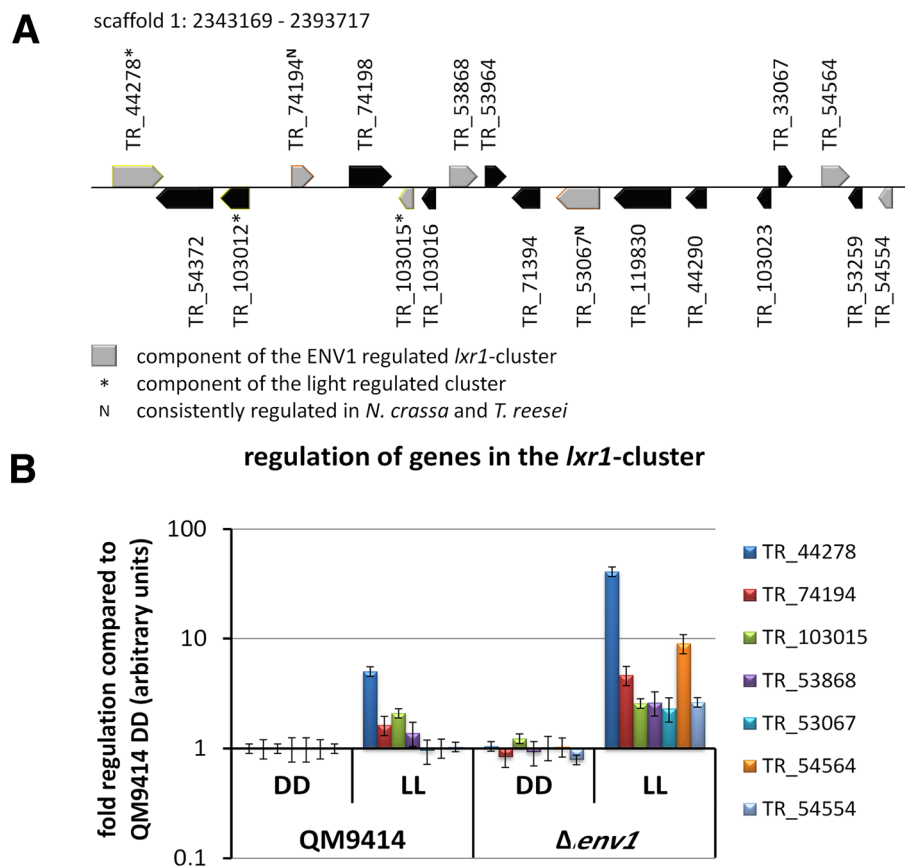 A
scaffold 1: 2343169 - 2393717
TR_44278*
TR_74194N
TR_74198
TR_53868
TR_53964
TR_33067
TR_54564
TR_54372
TR_103012*
TR_103015*
TR_103016
TR_71394
TR_53067N
TR_119830
TR_44290
TR_103023
TR_53259
TR_54554
component of the ENV1 regulated lxr1-cluster
* component of the light regulated cluster
N consistently regulated in N. crassa and T. reesei
B
regulation of genes in the lxr1-cluster
fold regulation compared to
QM9414 DD (arbitrary units)
100
10
1
0.1
DD
LL
DD
LL
QM9414
Δenv1
TR_44278
TR_74194
TR_103015
TR_53868
TR_53067
TR_54564
TR_54554